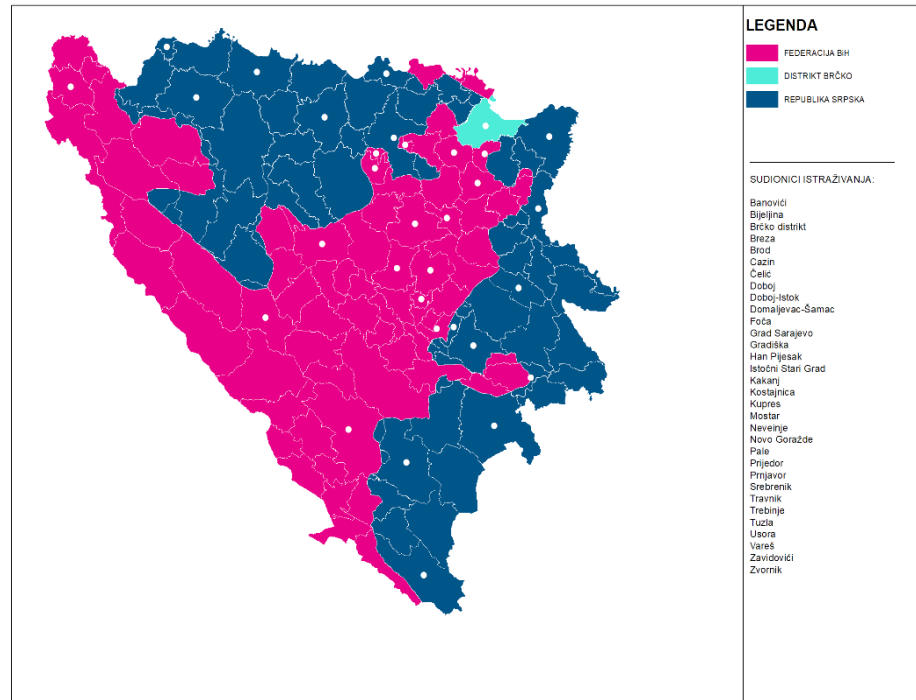 LEGENDA
FEDERACIJA BiH
DISTRIKT BRČKO
REPUBLIKA SRPSKA
SUDIONICI ISTRAŽIVANJA:
Banovići
Bijeljina
Brčko distrikt
Breza
Brod
Cazin
Čelić
Doboj
Doboj-Istok
Domaljevac-Šamac
Foča
Grad Sarajevo
Gradiška
Han Pijesak
Istočni Stari Grad
Kakanj
Kostajnica
Kupres
Mostar
Neveinje
Novo Goražde
Pale
Prijedor
Prnjavor
Srebrenik
Travnik
Trebinje
Tuzla
Usora
Vareš
Zavidovići
Zvornik